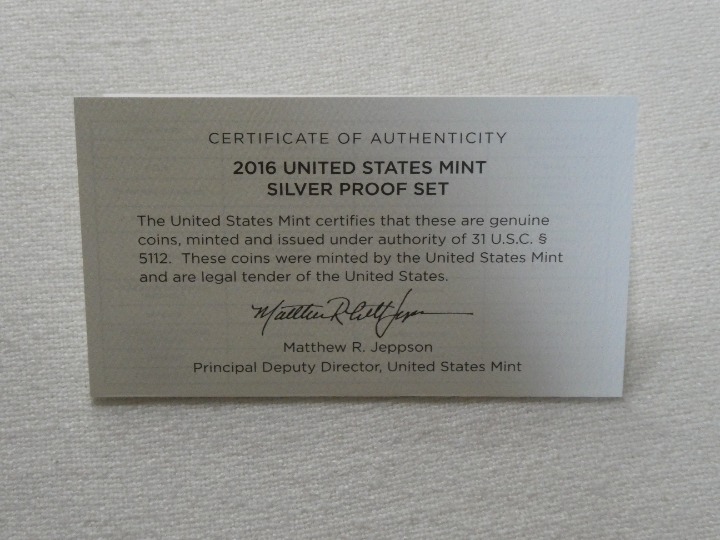 CERTIFICATE OF AUTHENTICITY
2016 UNITED STATES MINT
SILVER PROOF SET
The United States Mint certifies that these are genuine
coins, minted and issued under authority of 31 U.S.C. §
5112. These coins were minted by the United States Mint
and are legal tender of the United States.
Matthew R. Jeppson
Principal Deputy Director, United States Mint